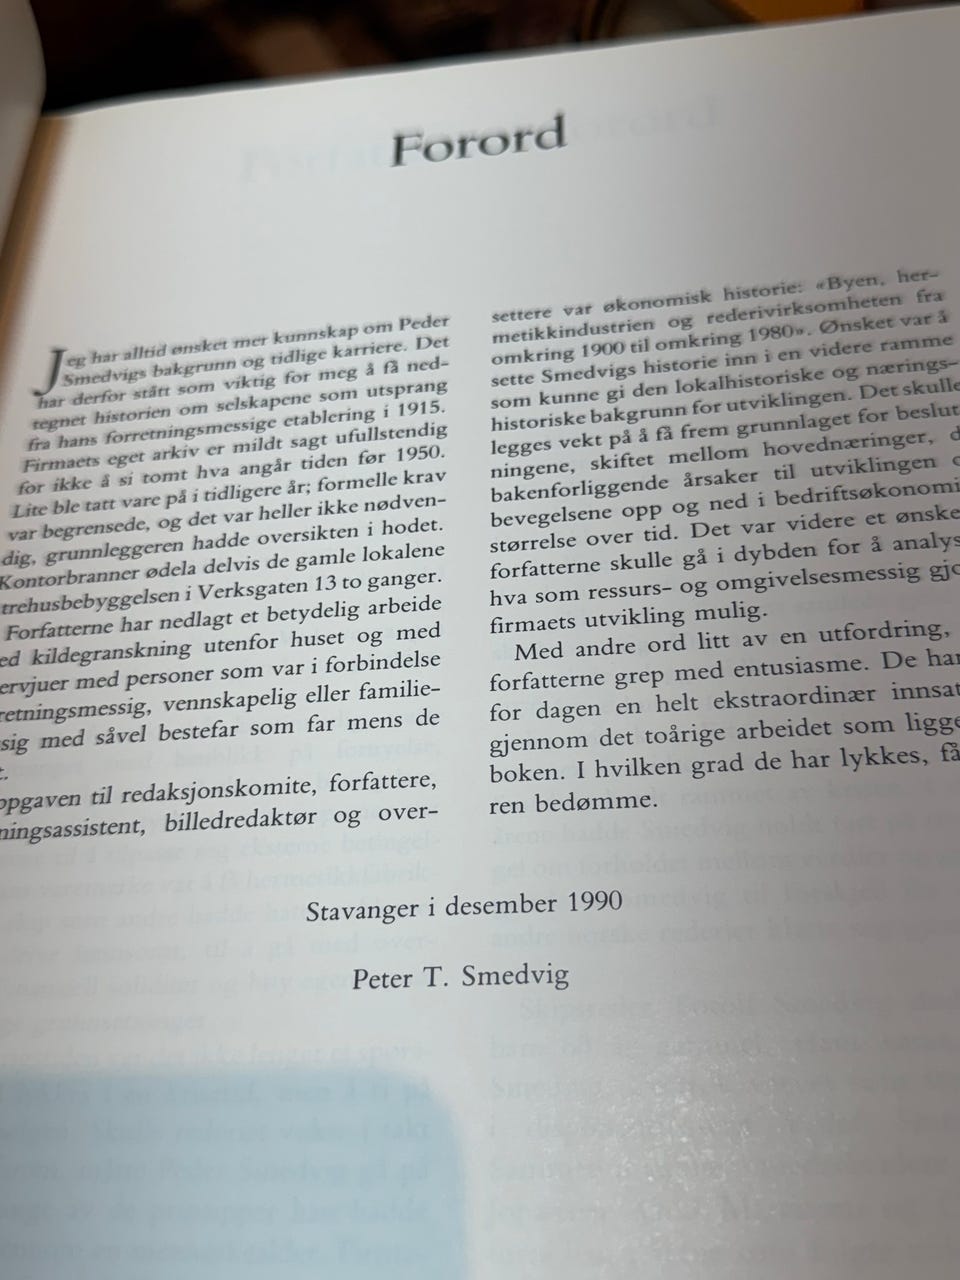 Forord
Jeg har alltid ønsket mer kunnskap om Peder
Smedvigs bakgrunn og tidlige karriere. Det
har derfor stått som viktig for meg å få ned-
tegnet historien om selskapene som utsprang
fra hans forretningsmessige etablering i 1915.
Firmaets eget arkiv er mildt sagt ufullstendig
for ikke å si tomt hva angår tiden før 1950.
Lite ble tatt vare på i tidligere år; formelle krav
var begrensede, og det var heller ikke nødven-
dig, grunnleggeren hadde oversikten i hodet.
Kontorbranner ødela delvis de gamle lokalene
trehusbebyggelsen i Verksgaten 13 to ganger.
Forfatterne har nedlagt et betydelig arbeide
ed kildegranskning utenfor huset og med
ervjuer med personer som var i forbindelse
retningsmessig, vennskapelig eller familie-
sig med såvel bestefar som far mens de
t.
ppgaven til redaksjonskomite, forfattere,
ningsassistent, billedredaktør og over-
settere var økonomisk historie: «Byen, her-
metikkindustrien og rederivirksomheten fra
omkring 1900 til omkring 1980». Ønsket var å
sette Smedvigs historie inn i en videre ramme
som kunne gi den lokalhistoriske og nærings-
historiske bakgrunn for utviklingen. Det skulle
legges vekt på å få frem grunnlaget for beslut
ningene, skiftet mellom hovednæringer, d
bakenforliggende årsaker til utviklingen o
bevegelsene opp og ned i bedriftsøkonomi
størrelse over tid. Det var videre et ønske
forfatterne skulle gå i dybden for å analys
hva som ressurs- og omgivelsesmessig gjo
firmaets utvikling mulig.
Med andre ord litt av en utfordring,
forfatterne grep med entusiasme. De har
for dagen en helt ekstraordinær innsat
gjennom det toårige arbeidet som ligge
boken. I hvilken grad de har lykkes, få
ren bedømme.
Stavanger i desember 1990
Peter T. Smedvig